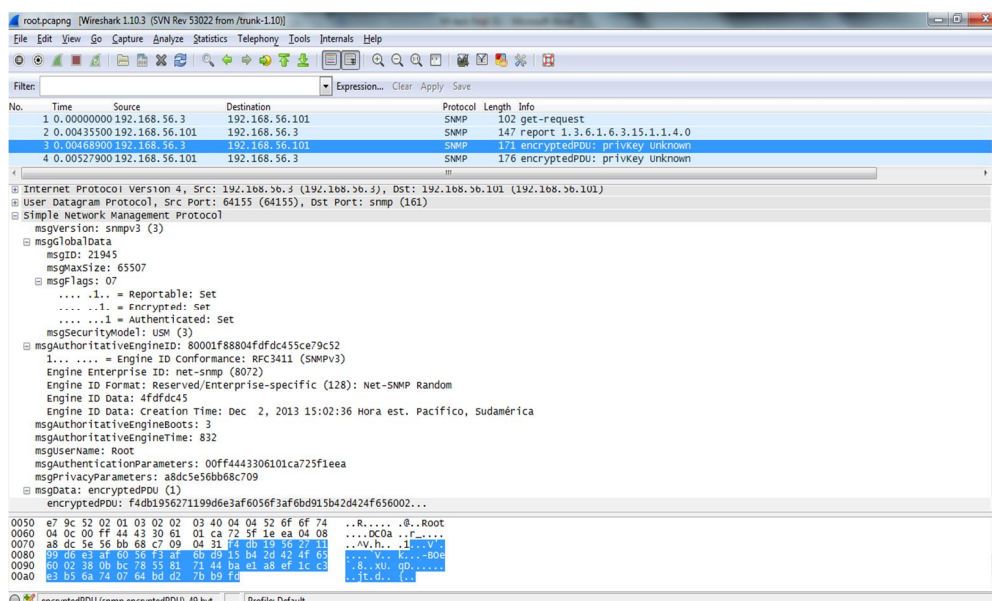 root.pcapng [Wireshark 1.10.3 (SVN Rev 53022 from /trunk-1.10)]
File Edit View Go Capture Analyze Statistics Telephony Tools Internals Help
Filter: Expression... Clear Apply Save
No. Time Source Destination Protocol Length Info
1 0.00000000 192.168.56.3 192.168.56.101 SNMP 102 get-request
2 0.00435500 192.168.56.101 192.168.56.3 SNMP 147 report 1.3.6.1.6.3.15.1.1.4.0
3 0.00468900 192.168.56.3 192.168.56.101 SNMP 171 encryptedPDU: privKey Unknown
4 0.00527900 192.168.56.101 192.168.56.3 SNMP 176 encryptedPDU: privKey Unknown
Internet Protocol Version 4, Src: 192.168.56.3 (192.168.56.3), Dst: 192.168.56.101 (192.168.56.101)
User Datagram Protocol, Src Port: 64155 (64155), Dst Port: snmp (161)
Simple Network Management Protocol
msgVersion: snmpv3 (3)
msgGlobalData
msgID: 21945
msgMaxSize: 65507
msgFlags: 07
.... .1.. = Reportable: Set
.... ..1. = Encrypted: Set
.... ...1 = Authenticated: Set
msgSecurityModel: USM (3)
msgAuthoritativeEngineID: 80001f88804fdfdc455ce79c52
1... .... = Engine ID Conformance: RFC3411 (SNMPv3)
Engine Enterprise ID: net-snmp (8072)
Engine ID Format: Reserved/Enterprise-specific (128): Net-SNMP Random
Engine ID Data: 4fdfdc45
Engine ID Data: Creation Time: Dec 2, 2013 15:02:36 Hora est. Pacífico, Sudamérica
msgAuthoritativeEngineBoots: 3
msgAuthoritativeEngineTime: 832
msgUserName: Root
msgAuthenticationParameters: 00ff4443306101ca725f1eea
msgPrivacyParameters: a8dc5e56bb68c709
msgData: encryptedPDU (1)
encryptedPDU: f4db1956271199d6e3af6056f3af6bd915b42d424f656002...
0050 e7 9c 52 02 01 03 02 02 03 40 04 04 52 6f 6f 74 ..R..... .@..Root
0060 04 0c 00 ff 44 43 30 61 01 ca 72 5f 1e ea 04 08 ....DC0a ..r_....
0070 a8 dc 5e 56 bb 68 c7 09 04 31 f4 db 19 56 27 11 ..^V.h.. .1...V'.
0080 99 d6 e3 af 60 56 f3 af 6b d9 15 b4 2d 42 4f 65 ....`V.. k...-BOe
0090 60 02 38 0b bc 78 55 81 71 44 ba e1 a8 ef 1c c3 `.8..xU. qD......
00a0 e3 b5 6a 74 07 64 bd d2 7b b9 fd ..jt.d.. {..
encryptedPDU (snmp.encryptedPDU), 49 byt... Profile: Default